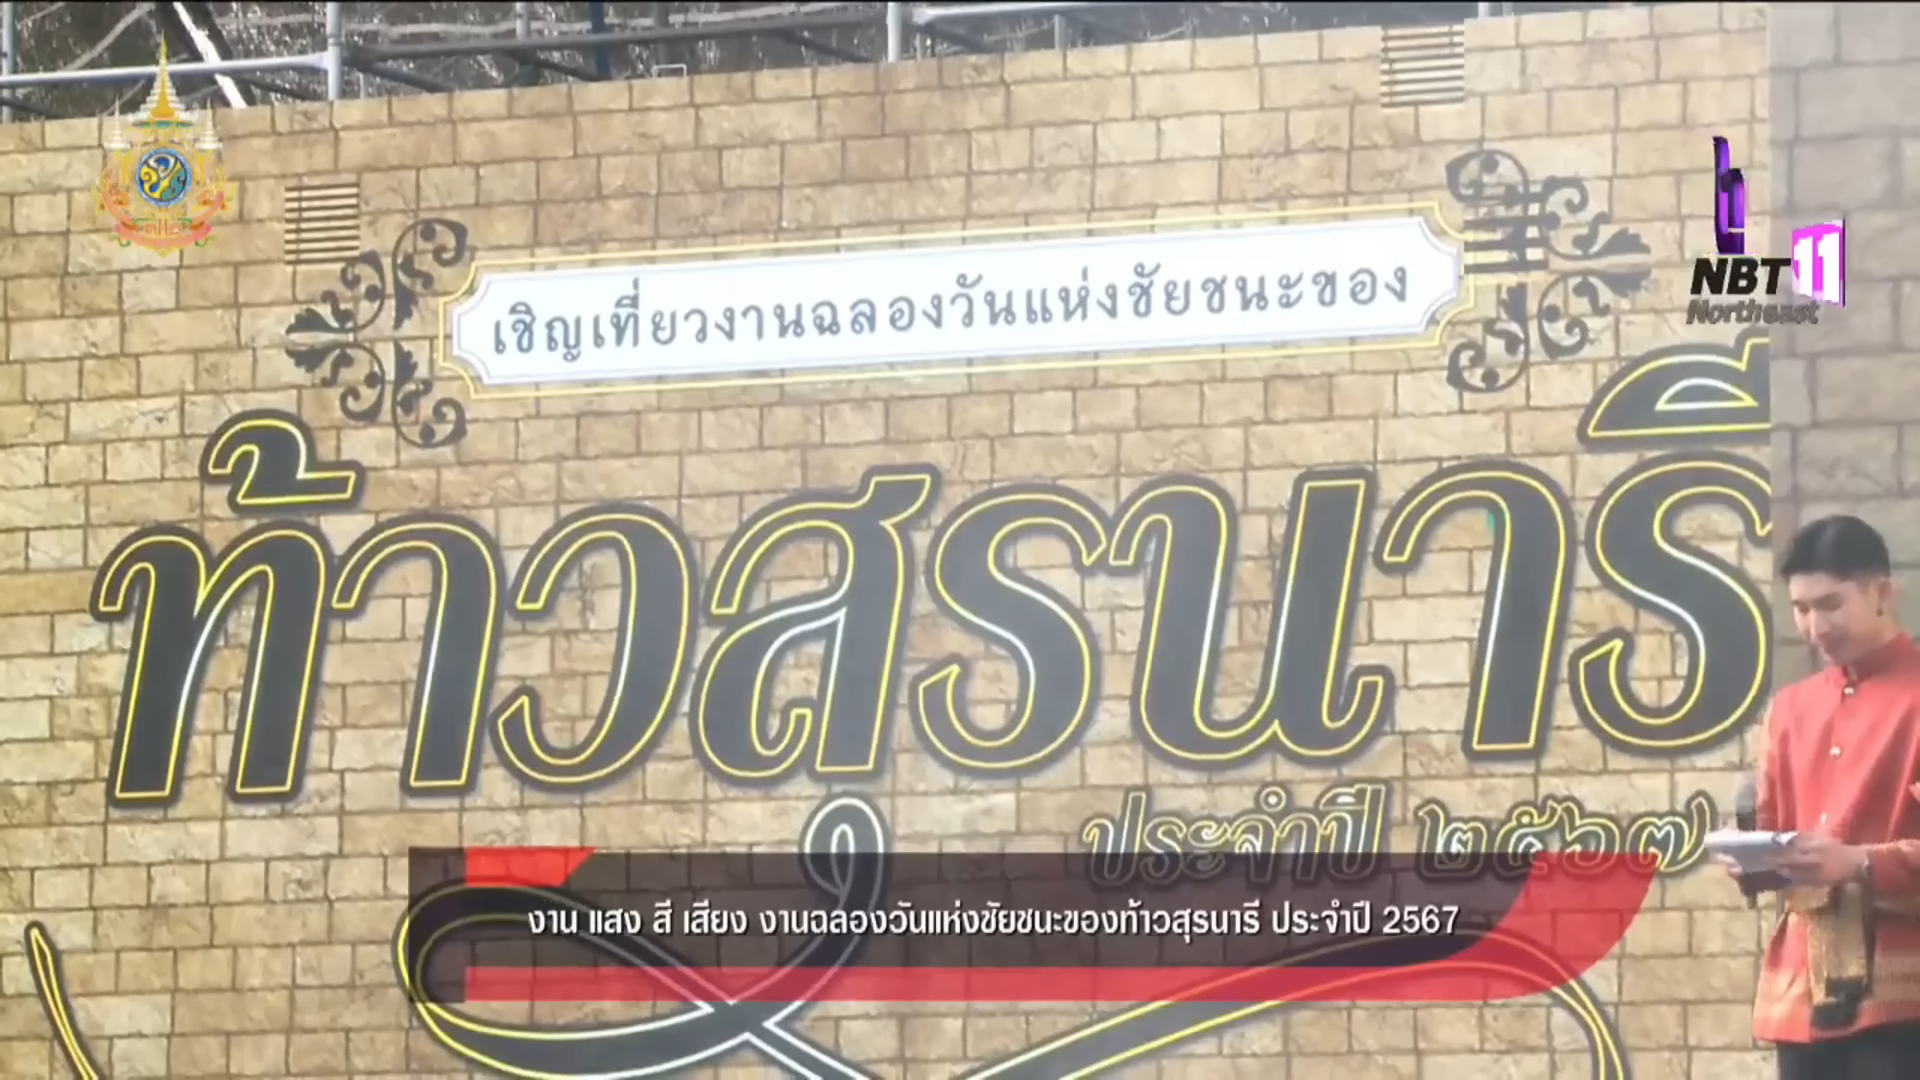 NBT 11
Northeast
เชิญเที่ยวงานฉลองวันแห่งชัยชนะของ
ท้าวสุรนารี
ประจำปี ๒๕๖๗
งาน แสง สี เสียง งานฉลองวันแห่งชัยชนะของท้าวสุรนารี ประจำปี 2567